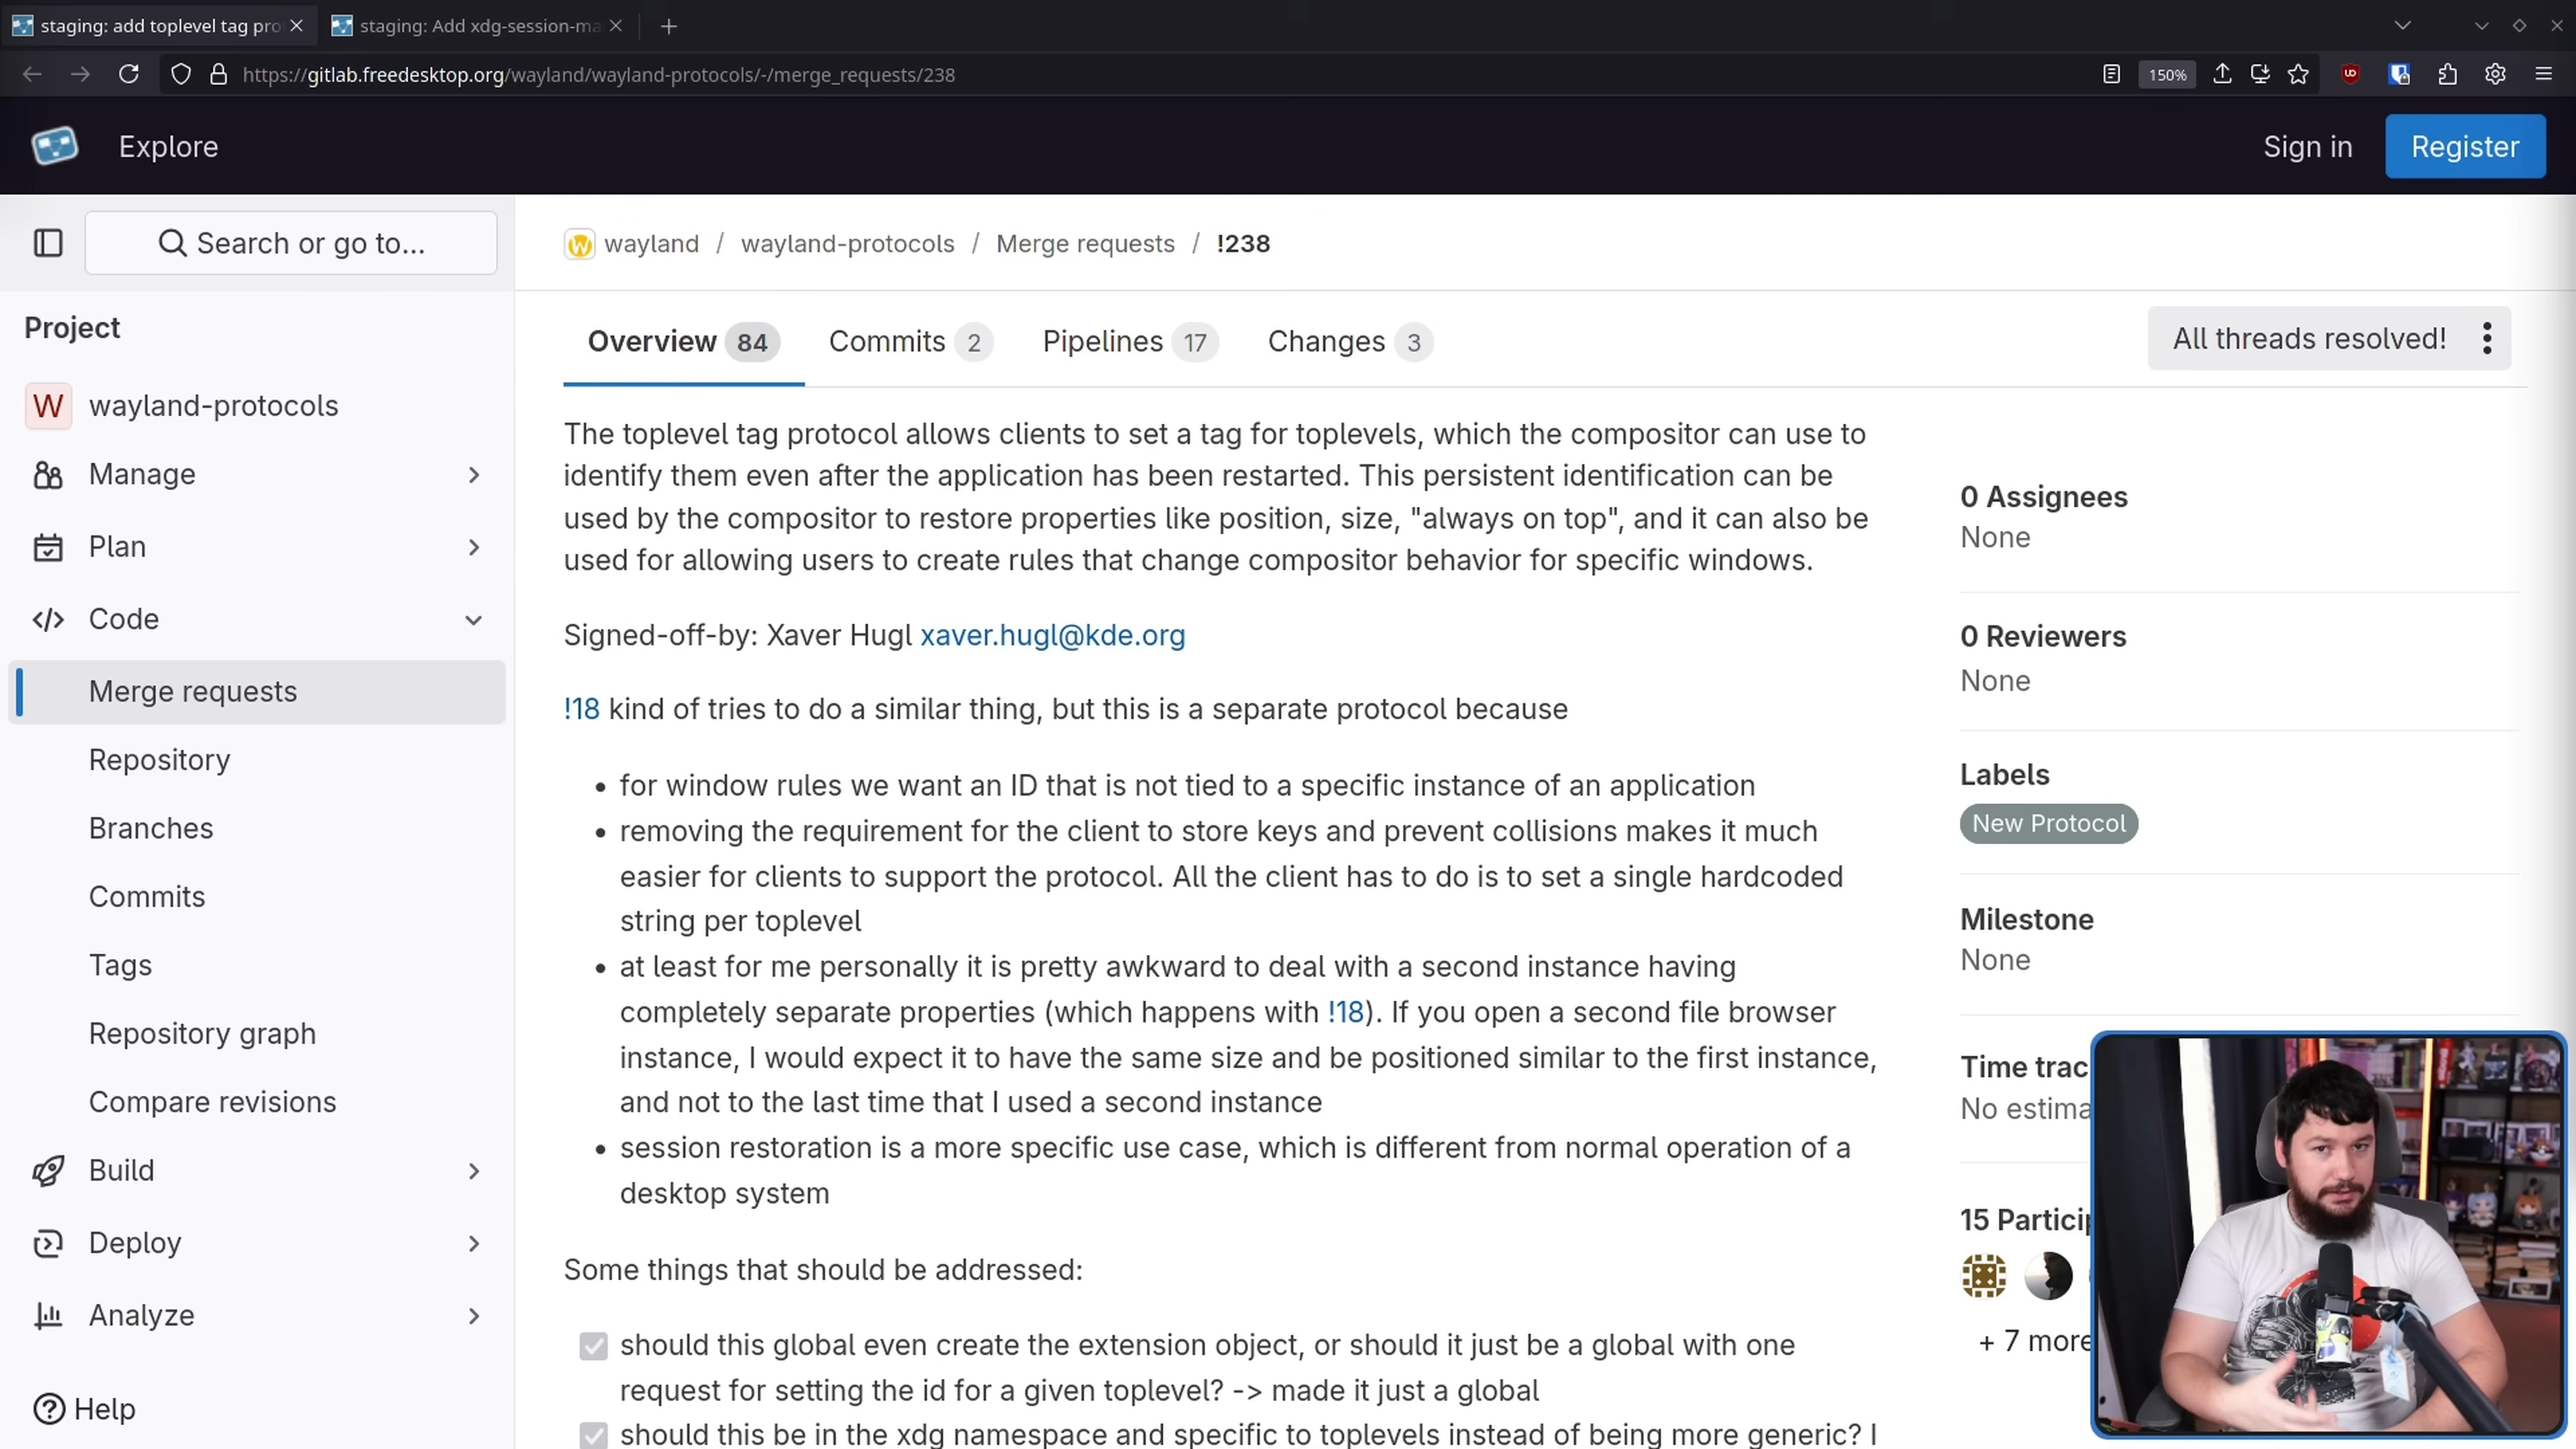 staging: add toplevel tag pro
staging: Add xdg-session-ma
https://gitlab.freedesktop.org/wayland/wayland-protocols/-/merge_requests/238
150%
Explore
Sign in
Register
Search or go to...
wayland / wayland-protocols / Merge requests / !238
Project
Overview 84
Commits 2
Pipelines 17
Changes 3
All threads resolved!
W wayland-protocols
Manage
Plan
Code
Merge requests
Repository
Branches
Commits
Tags
Repository graph
Compare revisions
Build
Deploy
Analyze
Help
The toplevel tag protocol allows clients to set a tag for toplevels, which the compositor can use to
identify them even after the application has been restarted. This persistent identification can be
used by the compositor to restore properties like position, size, "always on top", and it can also be
used for allowing users to create rules that change compositor behavior for specific windows.
Signed-off-by: Xaver Hugl xaver.hugl@kde.org
!18 kind of tries to do a similar thing, but this is a separate protocol because
• for window rules we want an ID that is not tied to a specific instance of an application
• removing the requirement for the client to store keys and prevent collisions makes it much
easier for clients to support the protocol. All the client has to do is to set a single hardcoded
string per toplevel
• at least for me personally it is pretty awkward to deal with a second instance having
completely separate properties (which happens with !18). If you open a second file browser
instance, I would expect it to have the same size and be positioned similar to the first instance,
and not to the last time that I used a second instance
• session restoration is a more specific use case, which is different from normal operation of a
desktop system
Some things that should be addressed:
should this global even create the extension object, or should it just be a global with one
request for setting the id for a given toplevel? -> made it just a global
should this be in the xdg namespace and specific to toplevels instead of being more generic? I
0 Assignees
None
0 Reviewers
None
Labels
New Protocol
Milestone
None
Time trac
No estima
15 Particip
+ 7 more